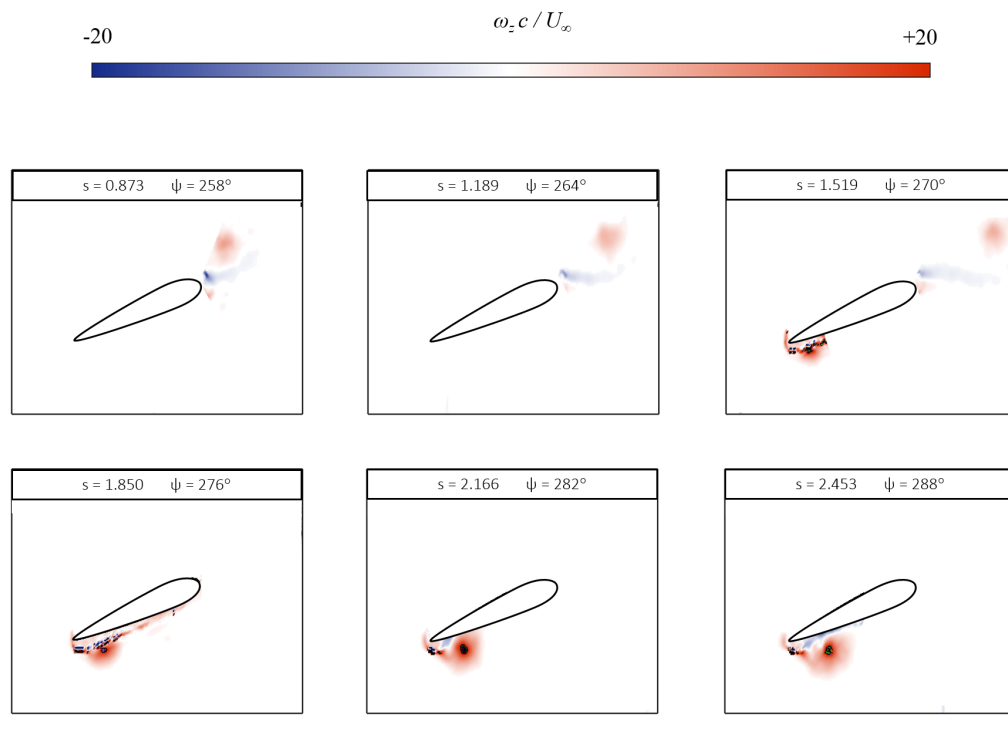 ω_z c / U_∞
-20 +20
s = 0.873 ψ = 258°
s = 1.189 ψ = 264°
s = 1.519 ψ = 270°
s = 1.850 ψ = 276°
s = 2.166 ψ = 282°
s = 2.453 ψ = 288°